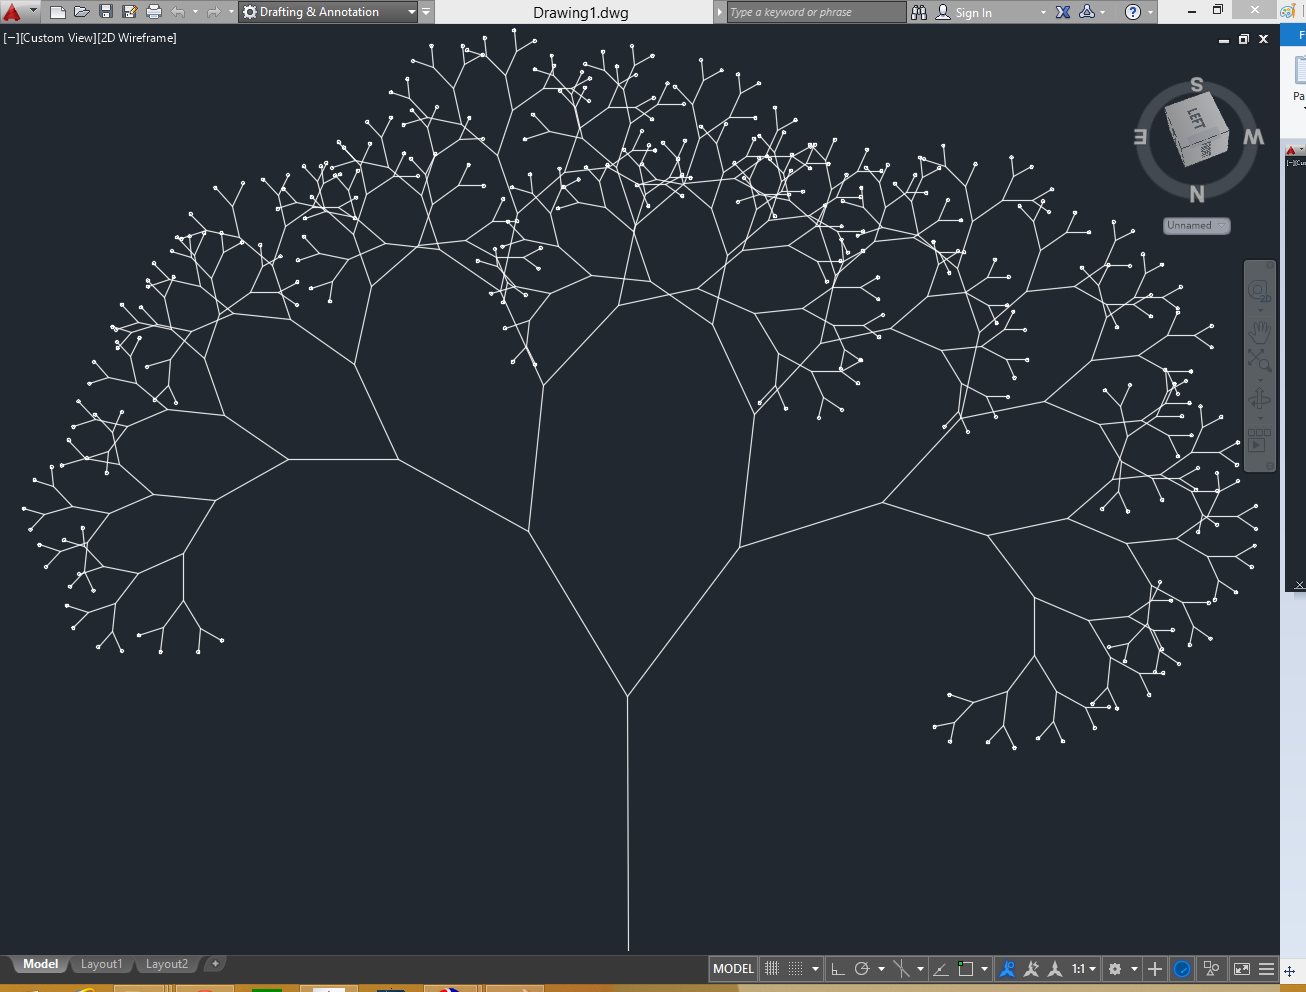 Drafting & Annotation
Drawing1.dwg
Type a keyword or phrase
Sign In
[−][Custom View][2D Wireframe]
F
S
E
W
N
LEFT
Unnamed
2D
Pa
Model
Layout1
Layout2
+
MODEL
1:1